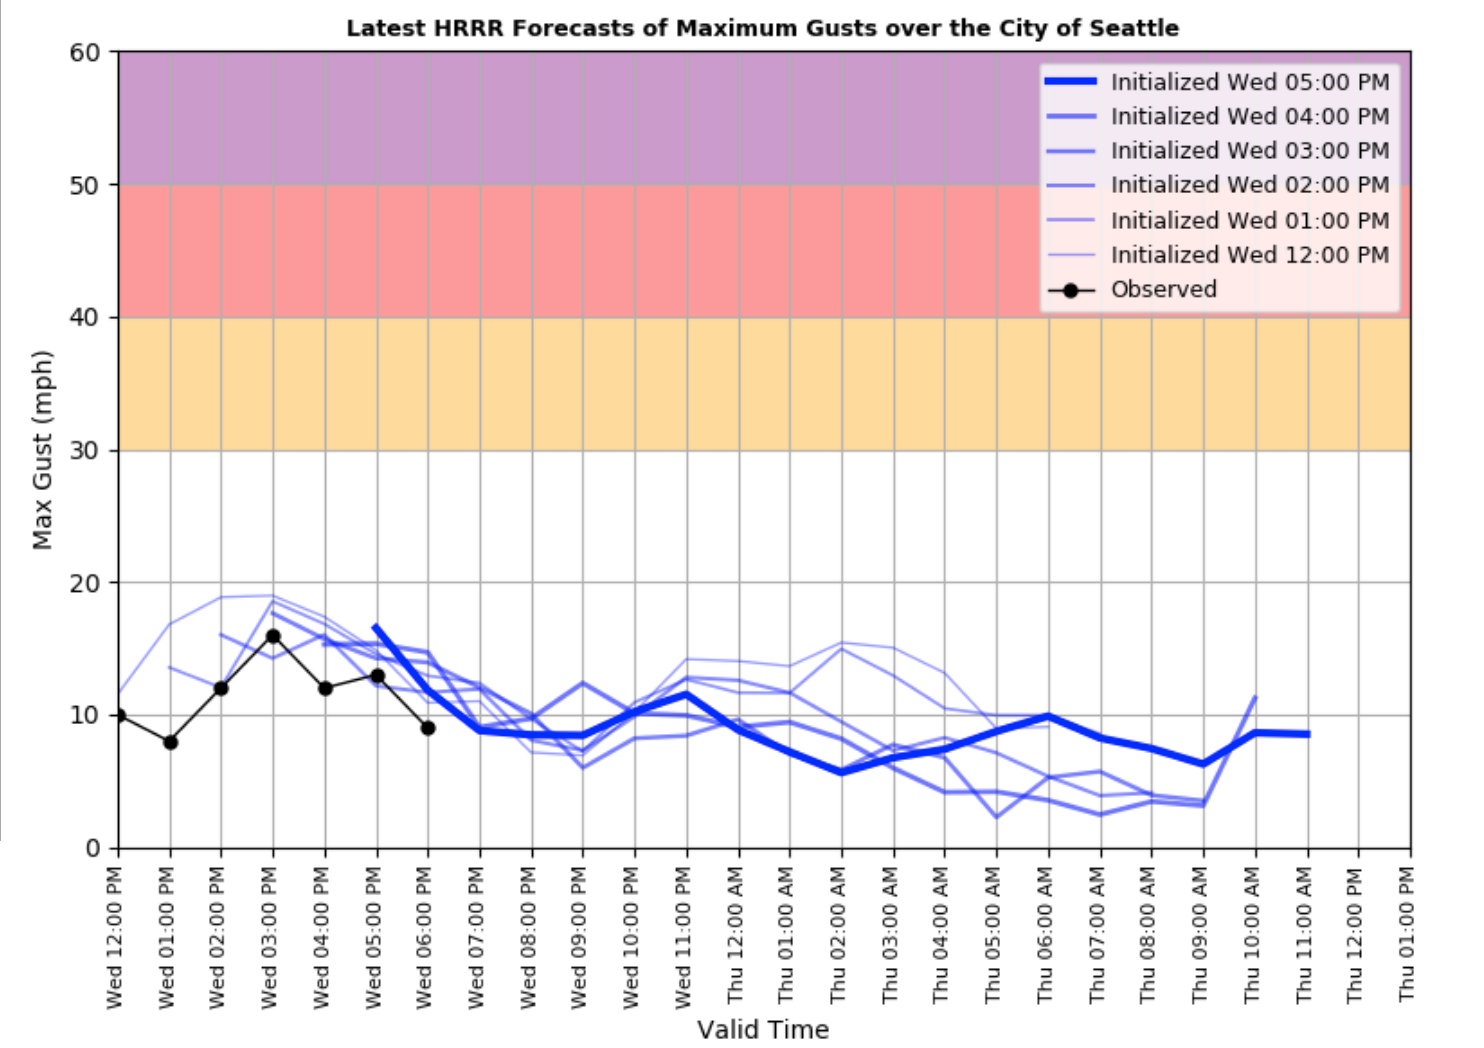 Latest HRRR Forecasts of Maximum Gusts over the City of Seattle
60
50
40
30
20
10
0
Max Gust (mph)
Initialized Wed 05:00 PM
Initialized Wed 04:00 PM
Initialized Wed 03:00 PM
Initialized Wed 02:00 PM
Initialized Wed 01:00 PM
Initialized Wed 12:00 PM
Observed
Wed 12:00 PM
Wed 01:00 PM
Wed 02:00 PM
Wed 03:00 PM
Wed 04:00 PM
Wed 05:00 PM
Wed 06:00 PM
Wed 07:00 PM
Wed 08:00 PM
Wed 09:00 PM
Wed 10:00 PM
Wed 11:00 PM
Thu 12:00 AM
Thu 01:00 AM
Thu 02:00 AM
Thu 03:00 AM
Thu 04:00 AM
Thu 05:00 AM
Thu 06:00 AM
Thu 07:00 AM
Thu 08:00 AM
Thu 09:00 AM
Thu 10:00 AM
Thu 11:00 AM
Thu 12:00 PM
Thu 01:00 PM
Valid Time